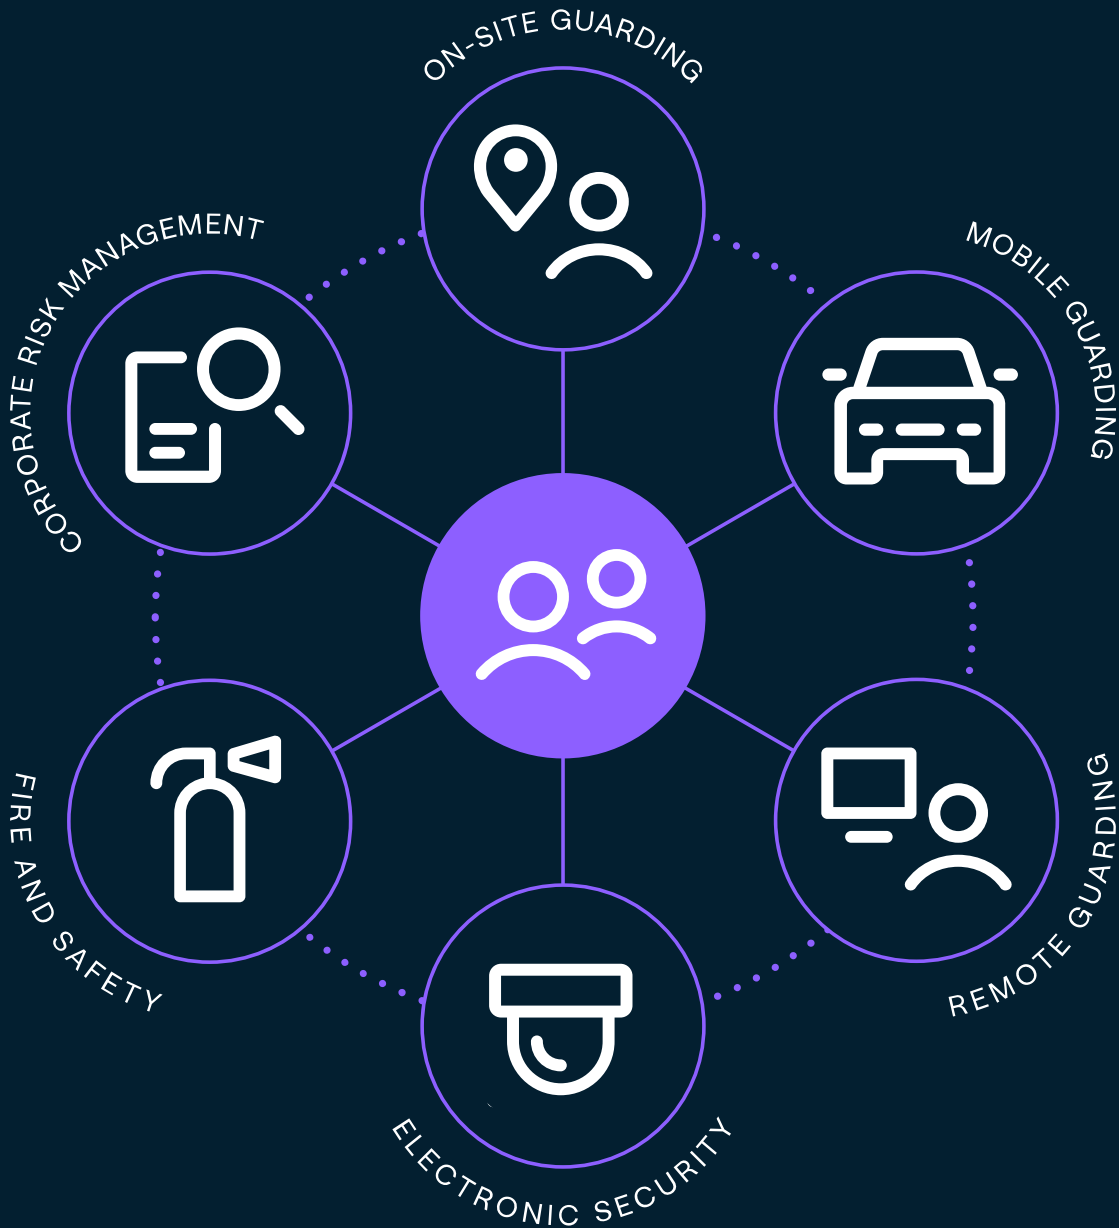 ON-SITE GUARDING
MOBILE GUARDING
REMOTE GUARDING
ELECTRONIC SECURITY
FIRE AND SAFETY
CORPORATE RISK MANAGEMENT